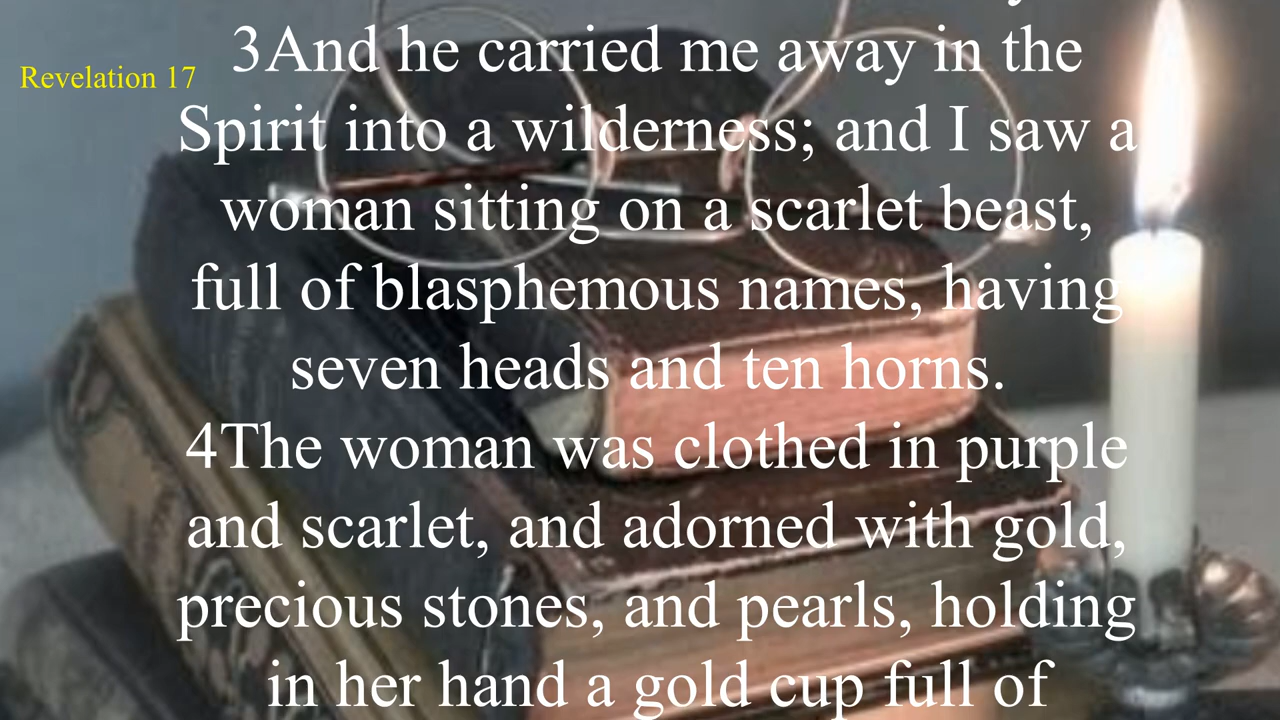 Revelation 17
3And he carried me away in the
Spirit into a wilderness; and I saw a
woman sitting on a scarlet beast,
full of blasphemous names, having
seven heads and ten horns.
4The woman was clothed in purple
and scarlet, and adorned with gold,
precious stones, and pearls, holding
in her hand a gold cup full of